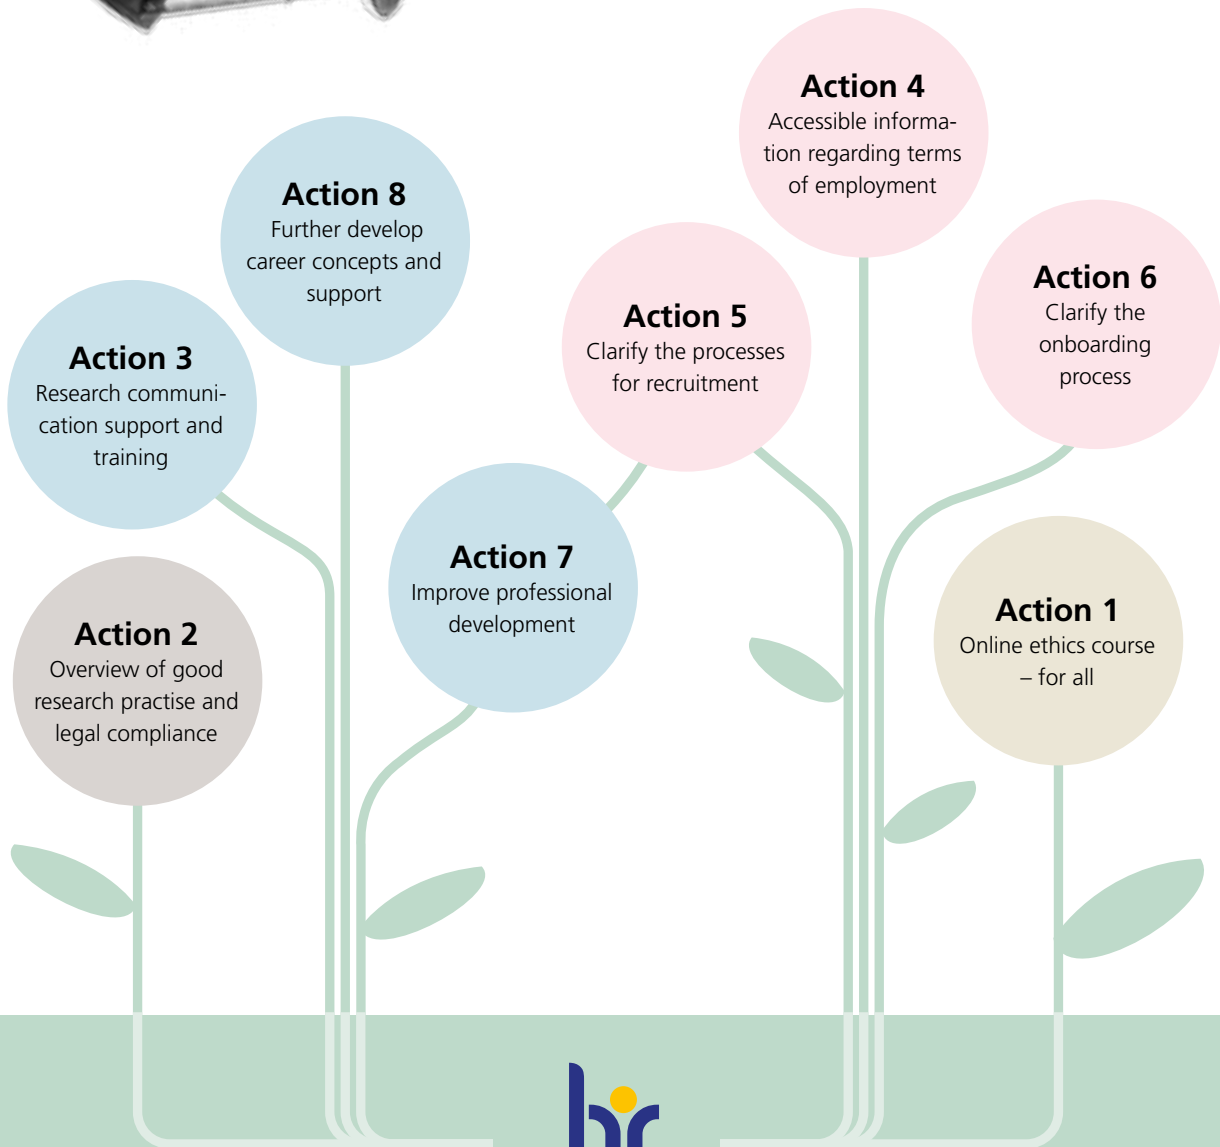 Action 4
Accessible informa-
tion regarding terms
of employment
Action 8
Further develop
career concepts and
support
Action 6
Clarify the
onboarding
process
Action 5
Clarify the processes
for recruitment
Action 3
Research communi-
cation support and
training
Action 7
Improve professional
development
Action 1
Online ethics course
– for all
Action 2
Overview of good
research practise and
legal compliance
hr